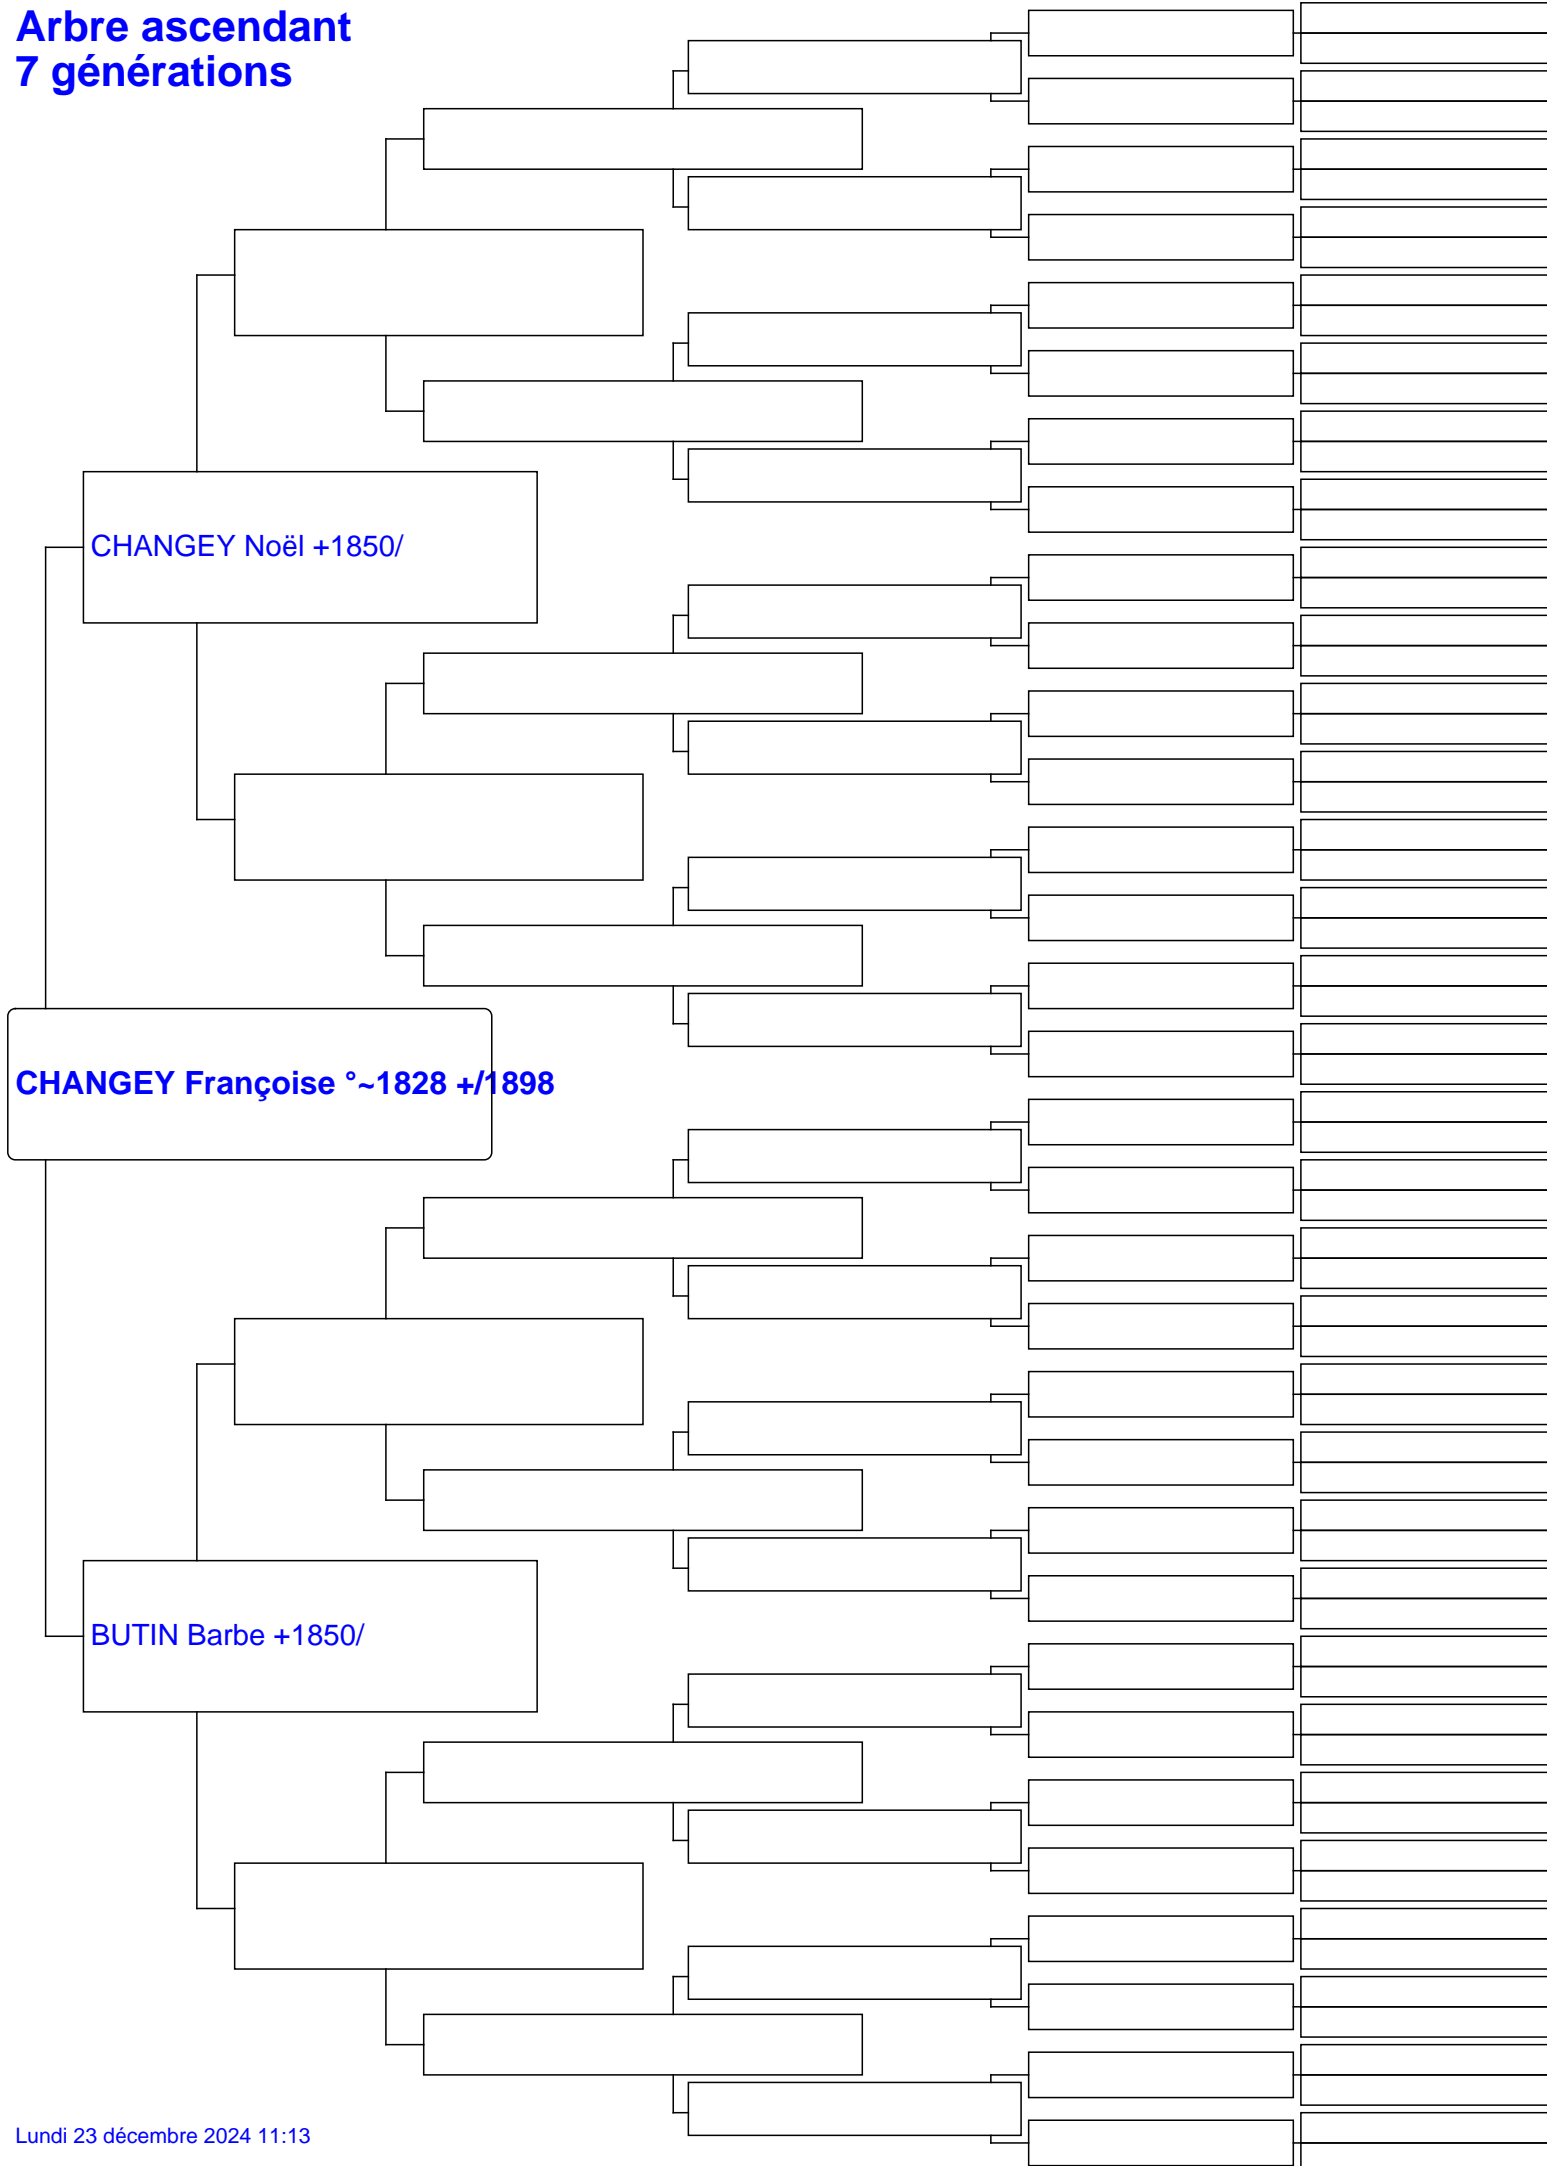 Arbre ascendant
7 générations
CHANGEY Noël +1850/
CHANGEY Françoise °~1828 +/1898
BUTIN Barbe +1850/
Lundi 23 décembre 2024 11:13